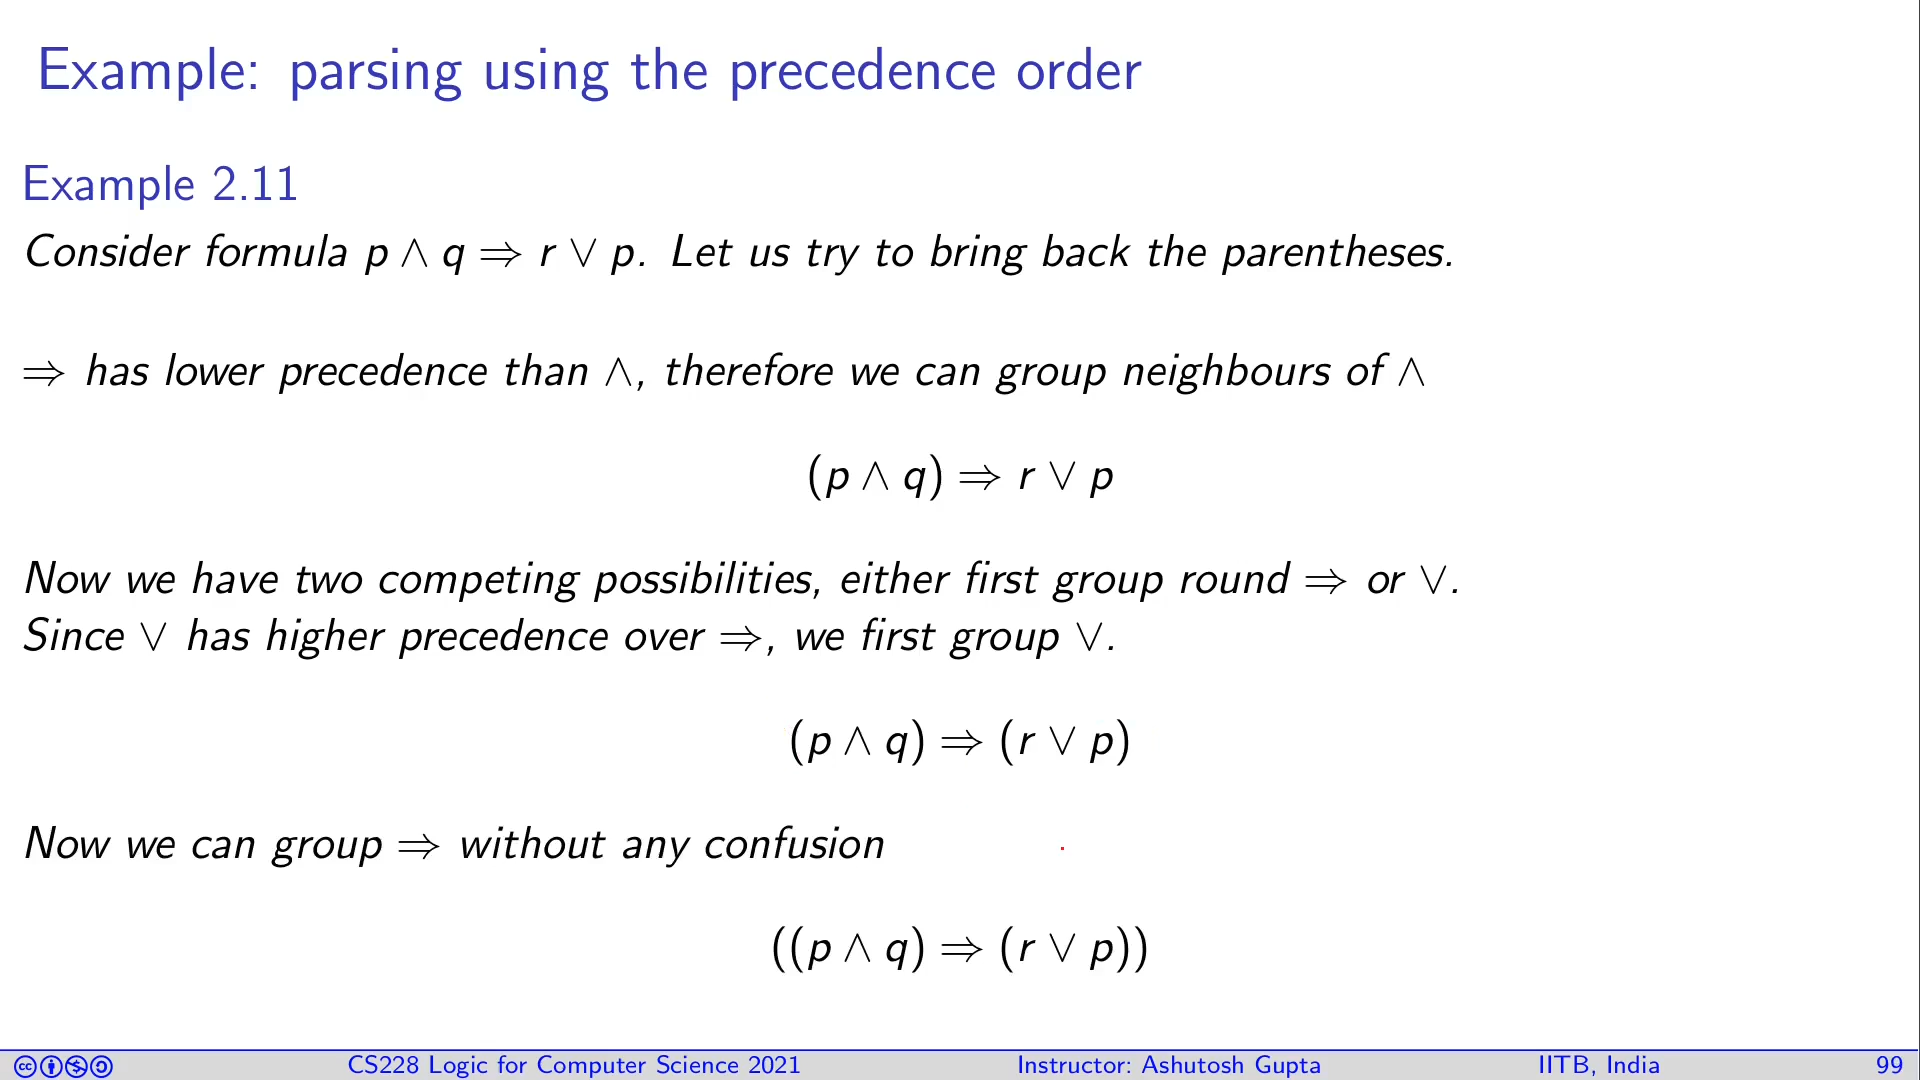 Example: parsing using the precedence order
Example 2.11
Consider formula p ∧ q ⇒ r ∨ p. Let us try to bring back the parentheses.
⇒ has lower precedence than ∧, therefore we can group neighbours of ∧
(p ∧ q) ⇒ r ∨ p
Now we have two competing possibilities, either first group round ⇒ or ∨.
Since ∨ has higher precedence over ⇒, we first group ∨.
(p ∧ q) ⇒ (r ∨ p)
Now we can group ⇒ without any confusion
((p ∧ q) ⇒ (r ∨ p))
CS228 Logic for Computer Science 2021 Instructor: Ashutosh Gupta IITB, India 99